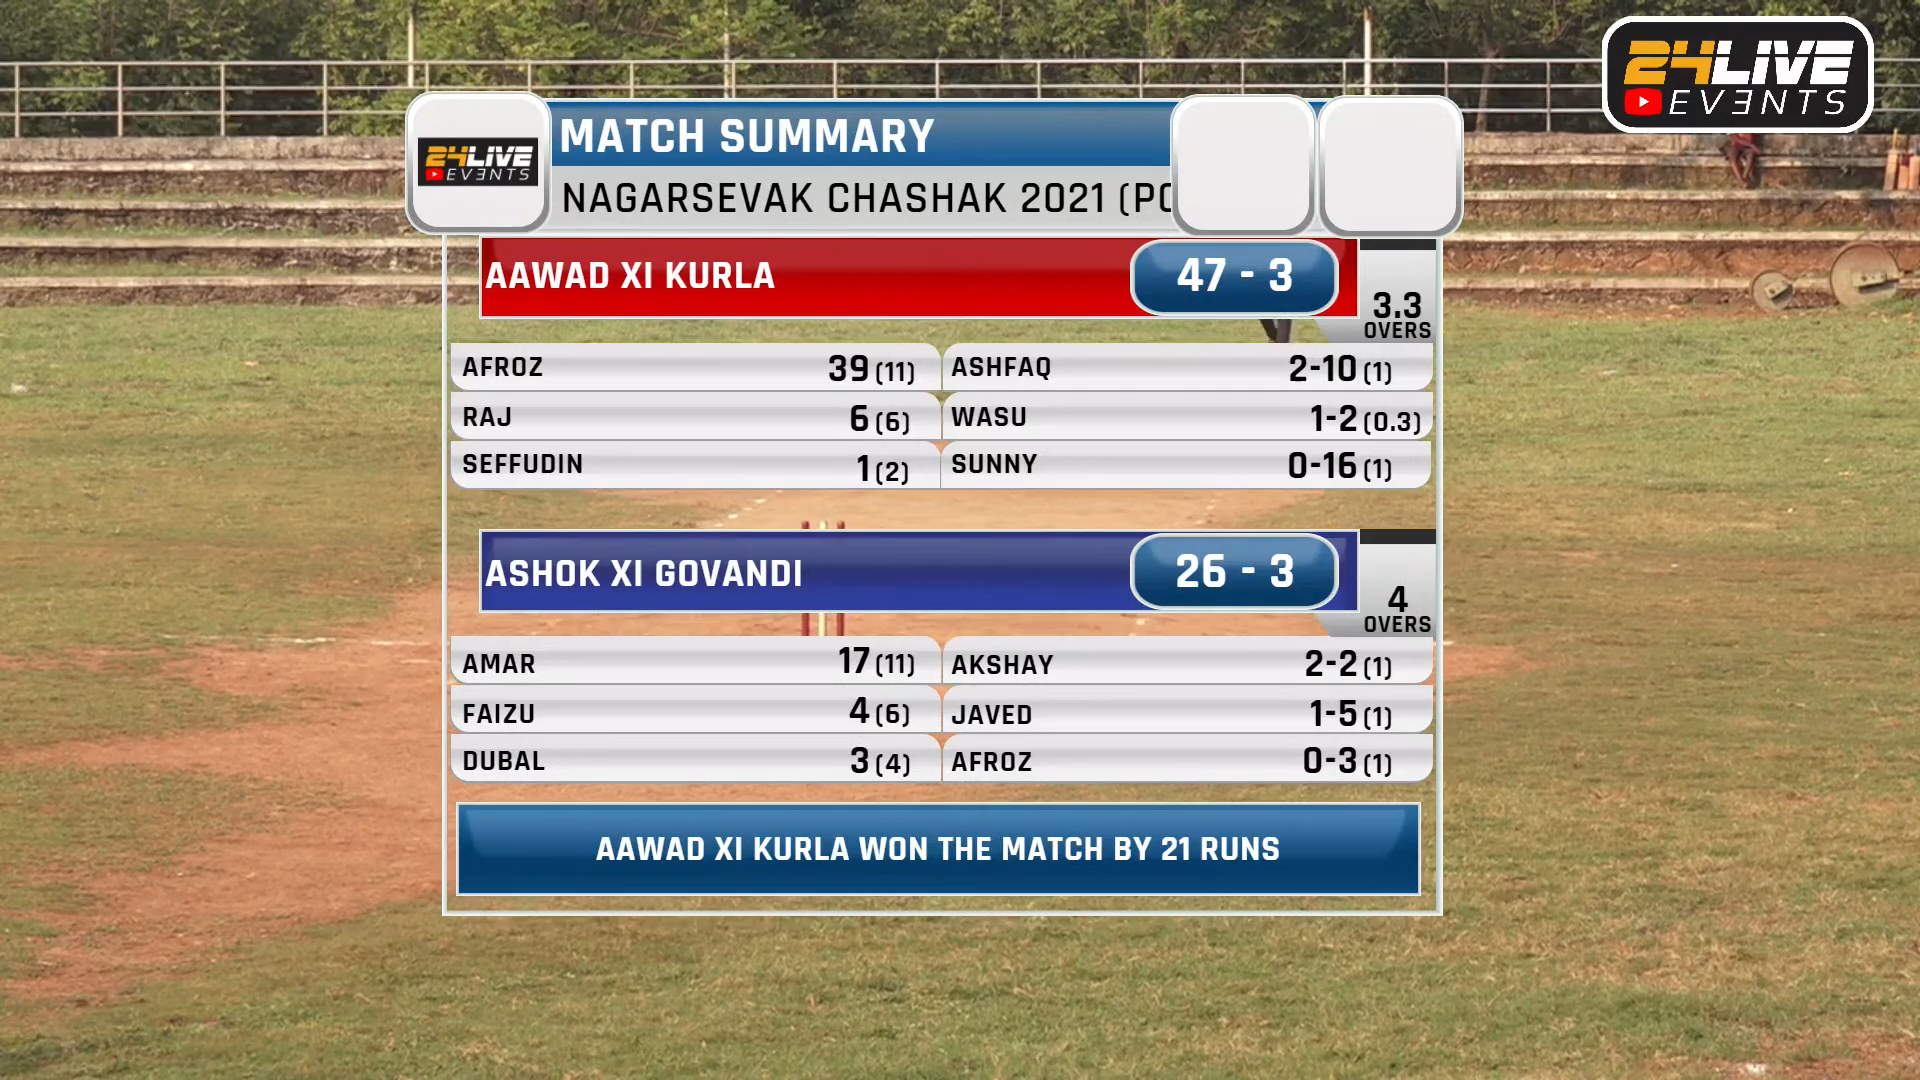 24LIVE
EVENTS
24LIVE
EVENTS
MATCH SUMMARY
NAGARSEVAK CHASHAK 2021
AAWAD XI KURLA 47 - 3
3.3
OVERS
AFROZ 39 (11) ASHFAQ 2-10 (1)
RAJ 6 (6) WASU 1-2 (0.3)
SEFFUDIN 1 (2) SUNNY 0-16 (1)
ASHOK XI GOVANDI 26 - 3
4
OVERS
AMAR 17 (11) AKSHAY 2-2 (1)
FAIZU 4 (6) JAVED 1-5 (1)
DUBAL 3 (4) AFROZ 0-3 (1)
AAWAD XI KURLA WON THE MATCH BY 21 RUNS